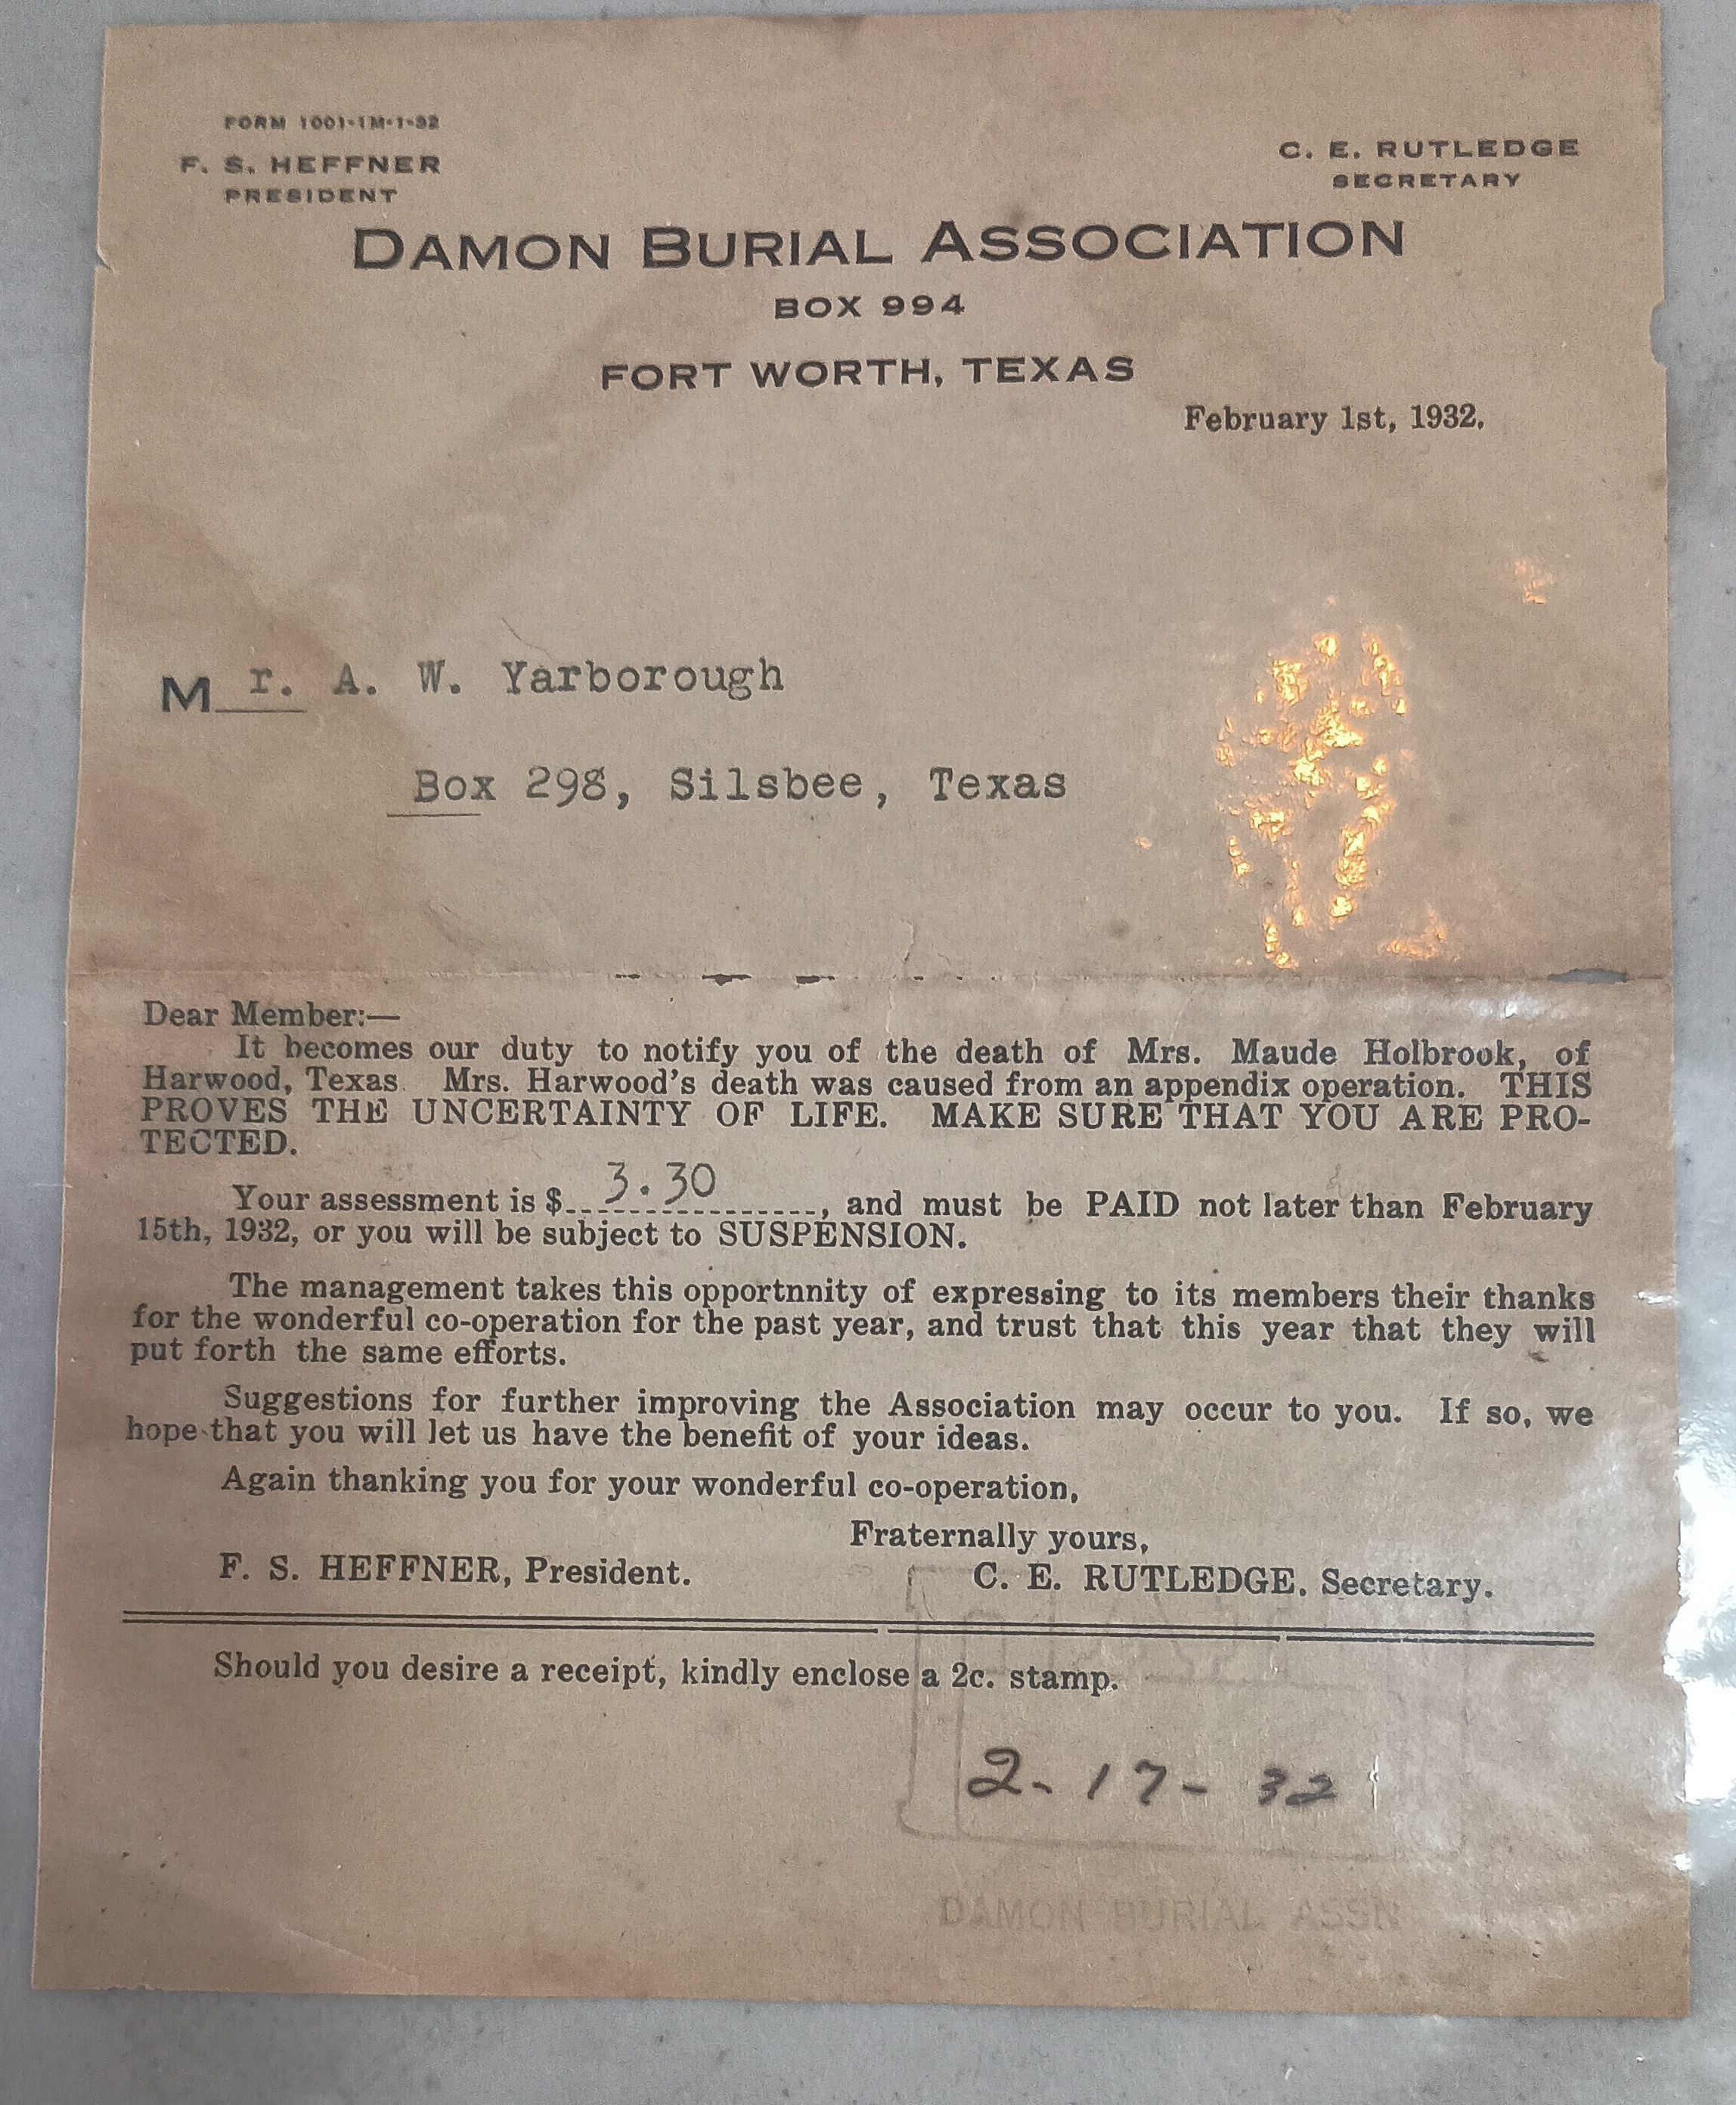 FORM 1001-1M-1-32
F. S. HEFFNER
PRESIDENT
C. E. RUTLEDGE
SECRETARY
DAMON BURIAL ASSOCIATION
BOX 994
FORT WORTH, TEXAS
February 1st, 1932.
Mr. A. W. Yarborough
Box 298, Silsbee, Texas
Dear Member:—
It becomes our duty to notify you of the death of Mrs. Maude Holbrook, of
Harwood, Texas. Mrs. Harwood's death was caused from an appendix operation. THIS
PROVES THE UNCERTAINTY OF LIFE. MAKE SURE THAT YOU ARE PRO-
TECTED.
Your assessment is $ 3.30, and must be PAID not later than February
15th, 1932, or you will be subject to SUSPENSION.
The management takes this opportnnity of expressing to its members their thanks
for the wonderful co-operation for the past year, and trust that this year that they will
put forth the same efforts.
Suggestions for further improving the Association may occur to you. If so, we
hope that you will let us have the benefit of your ideas.
Again thanking you for your wonderful co-operation,
Fraternally yours,
F. S. HEFFNER, President. C. E. RUTLEDGE. Secretary.
Should you desire a receipt, kindly enclose a 2c. stamp.
2-17-32
DAMON BURIAL ASSN